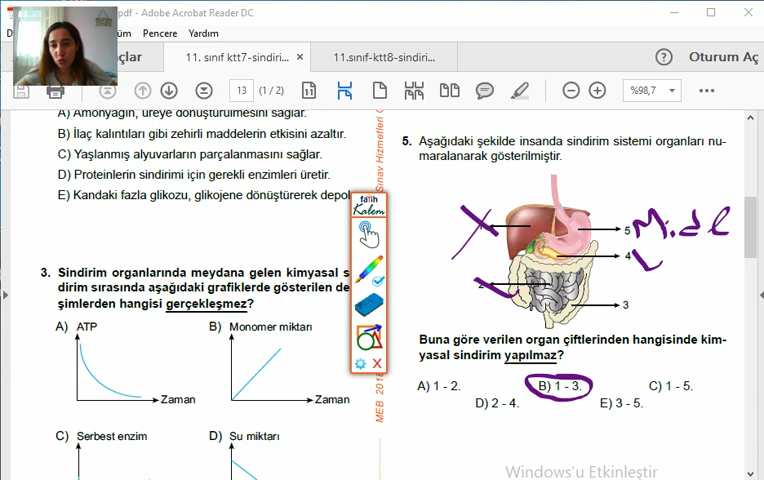 .pdf - Adobe Acrobat Reader DC
üm Pencere Yardım
çlar
11. sınıf ktt7-sindiri...
11.sınıf-ktt8-sindiri...
Oturum Aç
13 (1 / 2)
%98,7
A) Amonyağın, üreye dönüştürülmesini sağlar.
B) İlaç kalıntıları gibi zehirli maddelerin etkisini azaltır.
C) Yaşlanmış alyuvarların parçalanmasını sağlar.
D) Proteinlerin sindirimi için gerekli enzimleri üretir.
E) Kandaki fazla glikozu, glikojene dönüştürerek depol
3. Sindirim organlarında meydana gelen kimyasal s
dirim sırasında aşağıdaki grafiklerde gösterilen de
şimlerden hangisi gerçekleşmez?
A) ATP
Zaman
B) Monomer miktarı
Zaman
C) Serbest enzim
D) Su miktarı
fatih
Kalem
MEB 2018
Sınav Hizmetleri G
5. Aşağıdaki şekilde insanda sindirim sistemi organları nu-
maralanarak gösterilmiştir.
5
4
2
3
Buna göre verilen organ çiftlerinden hangisinde kim-
yasal sindirim yapılmaz?
A) 1 - 2.
B) 1 - 3.
C) 1 - 5.
D) 2 - 4.
E) 3 - 5.
Windows'u Etkinleştir